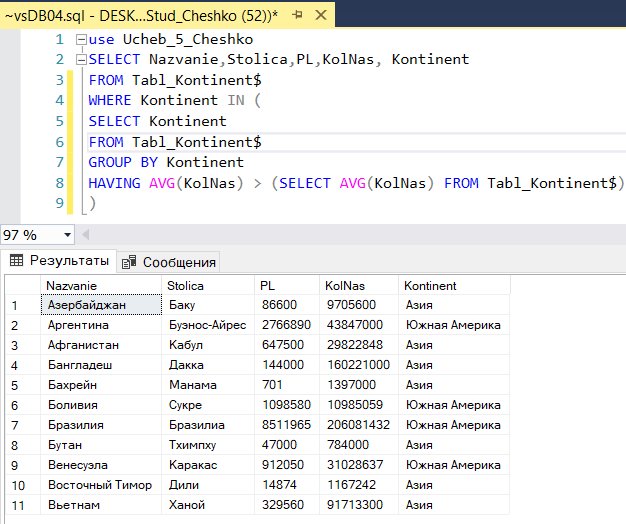 ~vsDB04.sql - DESK...Stud_Cheshko (52))*
1 use Ucheb_5_Cheshko
2 SELECT Nazvanie,Stolica,PL,KolNas, Kontinent
3 FROM Tabl_Kontinent$
4 WHERE Kontinent IN (
5 SELECT Kontinent
6 FROM Tabl_Kontinent$
7 GROUP BY Kontinent
8 HAVING AVG(KolNas) > (SELECT AVG(KolNas) FROM Tabl_Kontinent$)
9 )
97 %
Результаты Сообщения
Nazvanie Stolica PL KolNas Kontinent
1 Азербайджан Баку 86600 9705600 Азия
2 Аргентина Буэнос-Айрес 2766890 43847000 Южная Америка
3 Афганистан Кабул 647500 29822848 Азия
4 Бангладеш Дакка 144000 160221000 Азия
5 Бахрейн Манама 701 1397000 Азия
6 Боливия Сукре 1098580 10985059 Южная Америка
7 Бразилия Бразилиа 8511965 206081432 Южная Америка
8 Бутан Тхимпху 47000 784000 Азия
9 Венесуэла Каракас 912050 31028637 Южная Америка
10 Восточный Тимор Дили 14874 1167242 Азия
11 Вьетнам Ханой 329560 91713300 Азия